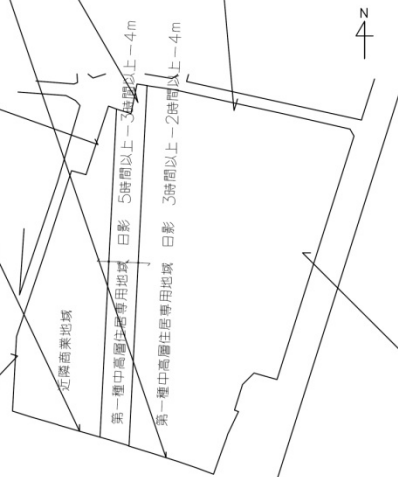 N
近隣商業地域
第一種中高層住居専用地域 日影 5時間以上-3時間以上-4m
第一種中高層住居専用地域 日影 3時間以上-2時間以上-4m